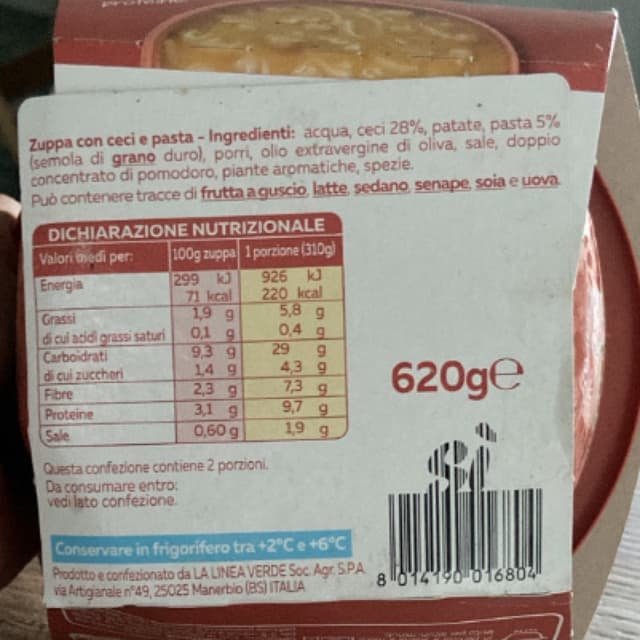 Zuppa con ceci e pasta - Ingredienti: acqua, ceci 28%, patate, pasta 5%
(semola di grano duro), porri, olio extravergine di oliva, sale, doppio
concentrato di pomodoro, piante aromatiche, spezie.
Può contenere tracce di frutta a guscio, latte, sedano, senape, soia e uova.
DICHIARAZIONE NUTRIZIONALE
Valori medi per: 100g zuppa 1 porzione (310g)
Energia 299 kJ 926 kJ
71 kcal 220 kcal
Grassi 1,9 g 5,8 g
di cui acidi grassi saturi 0,1 g 0,4 g
Carboidrati 9,3 g 29 g
di cui zuccheri 1,4 g 4,3 g
Fibre 2,3 g 7,3 g
Proteine 3,1 g 9,7 g
Sale 0,60 g 1,9 g
620g e
Questa confezione contiene 2 porzioni.
Da consumare entro:
vedi lato confezione.
sì
Conservare in frigorifero tra +2°C e +6°C
Prodotto e confezionato da LA LINEA VERDE Soc. Agr. S.P.A.
via Artigianale n°49, 25025 Manerbio (BS) ITALIA
8 014190 016804